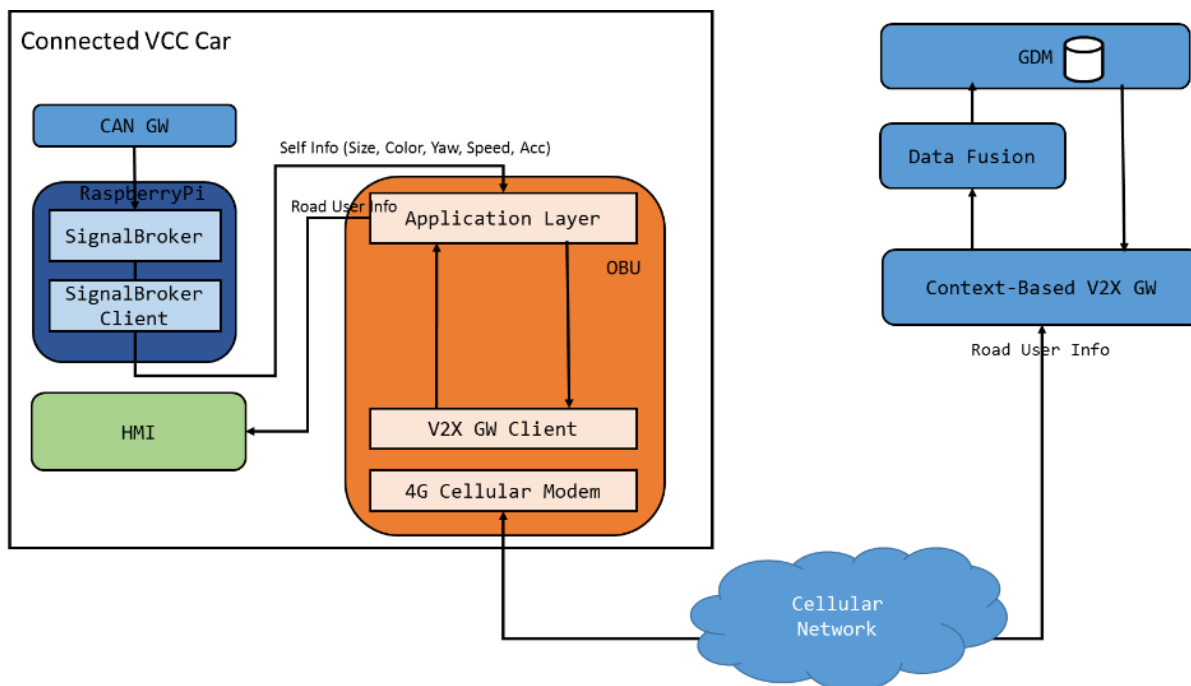 Connected VCC Car
CAN GW
RaspberryPi
SignalBroker
SignalBroker
Client
HMI
Self Info (Size, Color, Yaw, Speed, Acc)
Road User Info
Application Layer
OBU
V2X GW Client
4G Cellular Modem
GDM
Data Fusion
Context-Based V2X GW
Road User Info
Cellular
Network